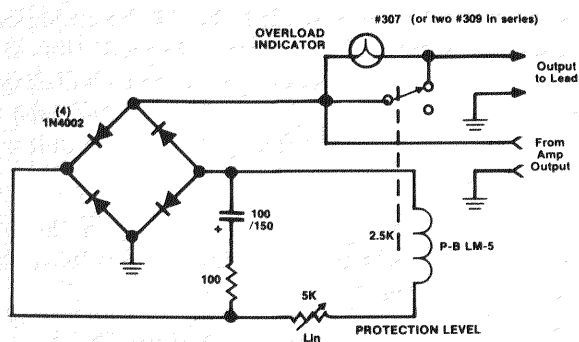 #307 (or two #309 in series)
OVERLOAD
INDICATOR
Output
to Lead
(4)
1N4002
From
Amp
Output
100
/150
+
2.5K
P-B LM-5
100
5K
Lin
PROTECTION LEVEL